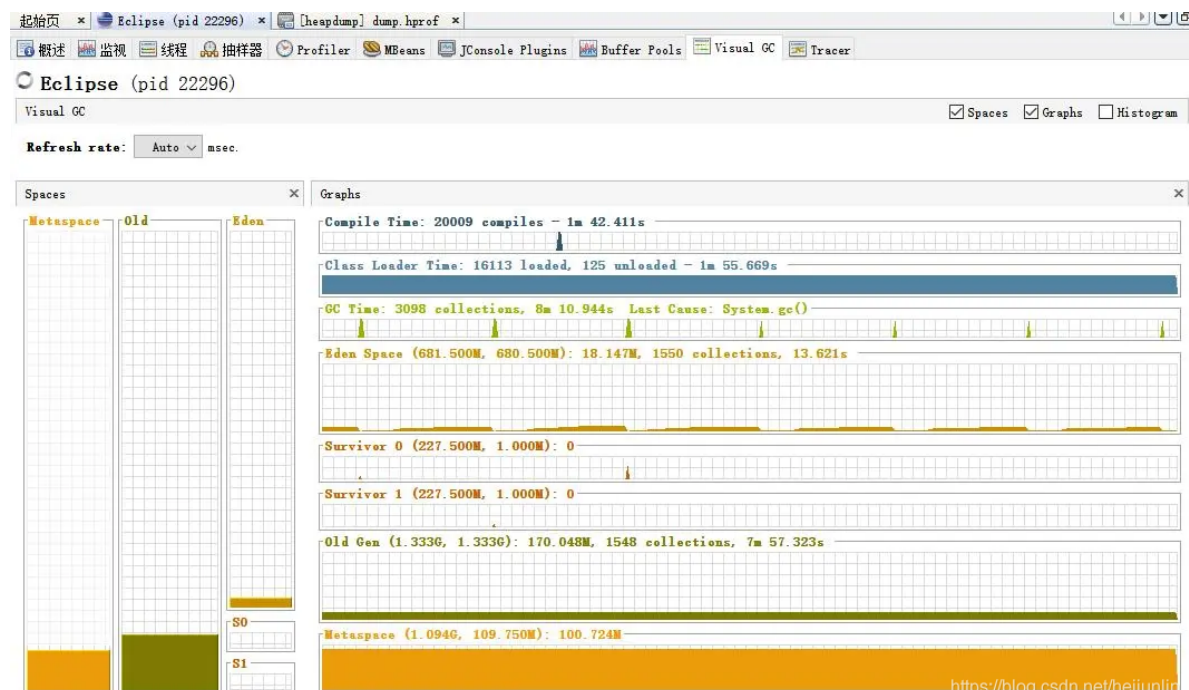 起始页 × Eclipse (pid 22296) × [heapdump] dump.hprof ×
概述 监视 线程 抽样器 Profiler MBeans JConsole Plugins Buffer Pools Visual GC Tracer
Eclipse (pid 22296)
Visual GC Spaces Graphs Histogram
Refresh rate: Auto msec.
Spaces ×
Graphs ×
Metaspace Old Eden
S0
S1
Compile Time: 20009 compiles - 1m 42.411s
Class Loader Time: 16113 loaded, 125 unloaded - 1m 55.669s
GC Time: 3098 collections, 8m 10.944s Last Cause: System.gc()
Eden Space (681.500M, 680.500M): 18.147M, 1550 collections, 13.621s
Survivor 0 (227.500M, 1.000M): 0
Survivor 1 (227.500M, 1.000M): 0
Old Gen (1.333G, 1.333G): 170.048M, 1548 collections, 7m 57.323s
Metaspace (1.094G, 109.750M): 100.724M